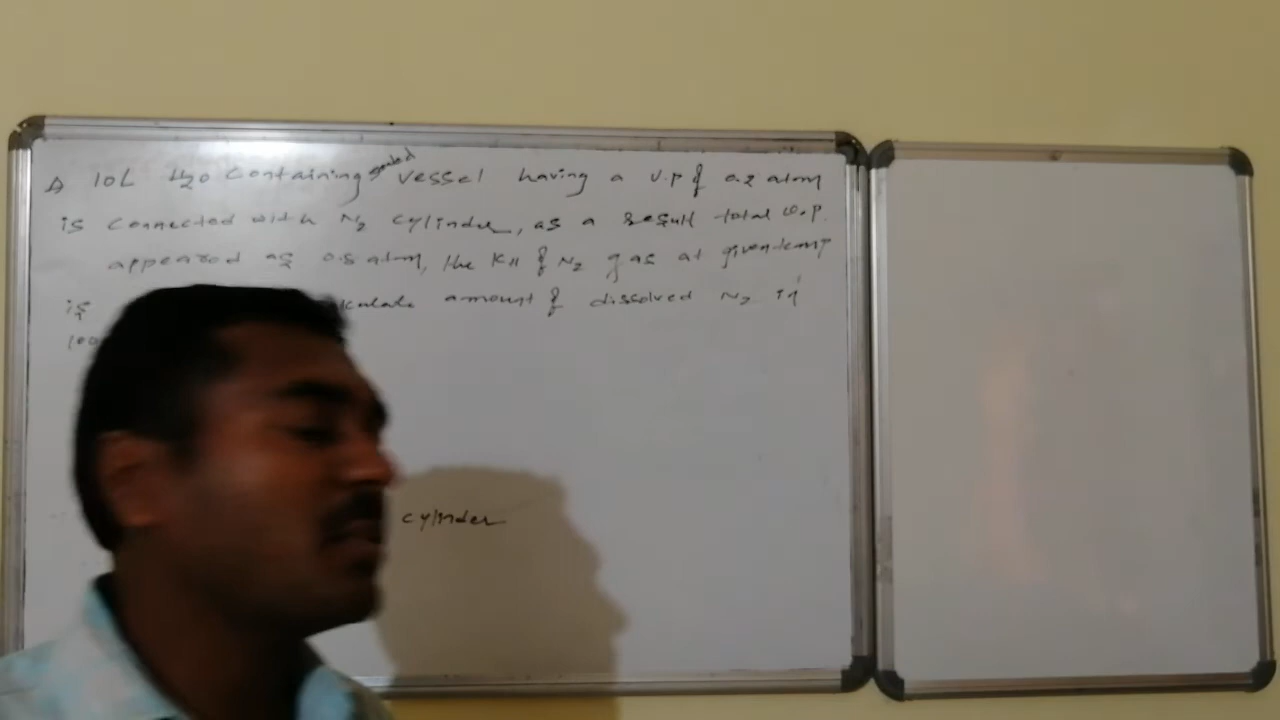 sealed
10L H2O containing vessel having a v.p of 0.2 atm
is connected with N2 cylinder, as a result total v.p.
appeared as 0.5 atm, the KH of N2 gas at given temp
is lculate amount of dissolved N2 in
100
cylinder